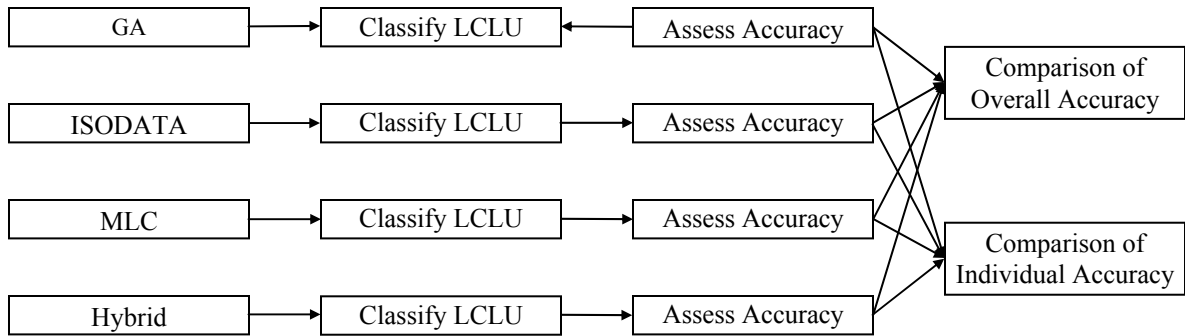 GA
Classify LCLU
Assess Accuracy
Comparison of
Overall Accuracy
ISODATA
Classify LCLU
Assess Accuracy
MLC
Classify LCLU
Assess Accuracy
Comparison of
Individual Accuracy
Hybrid
Classify LCLU
Assess Accuracy